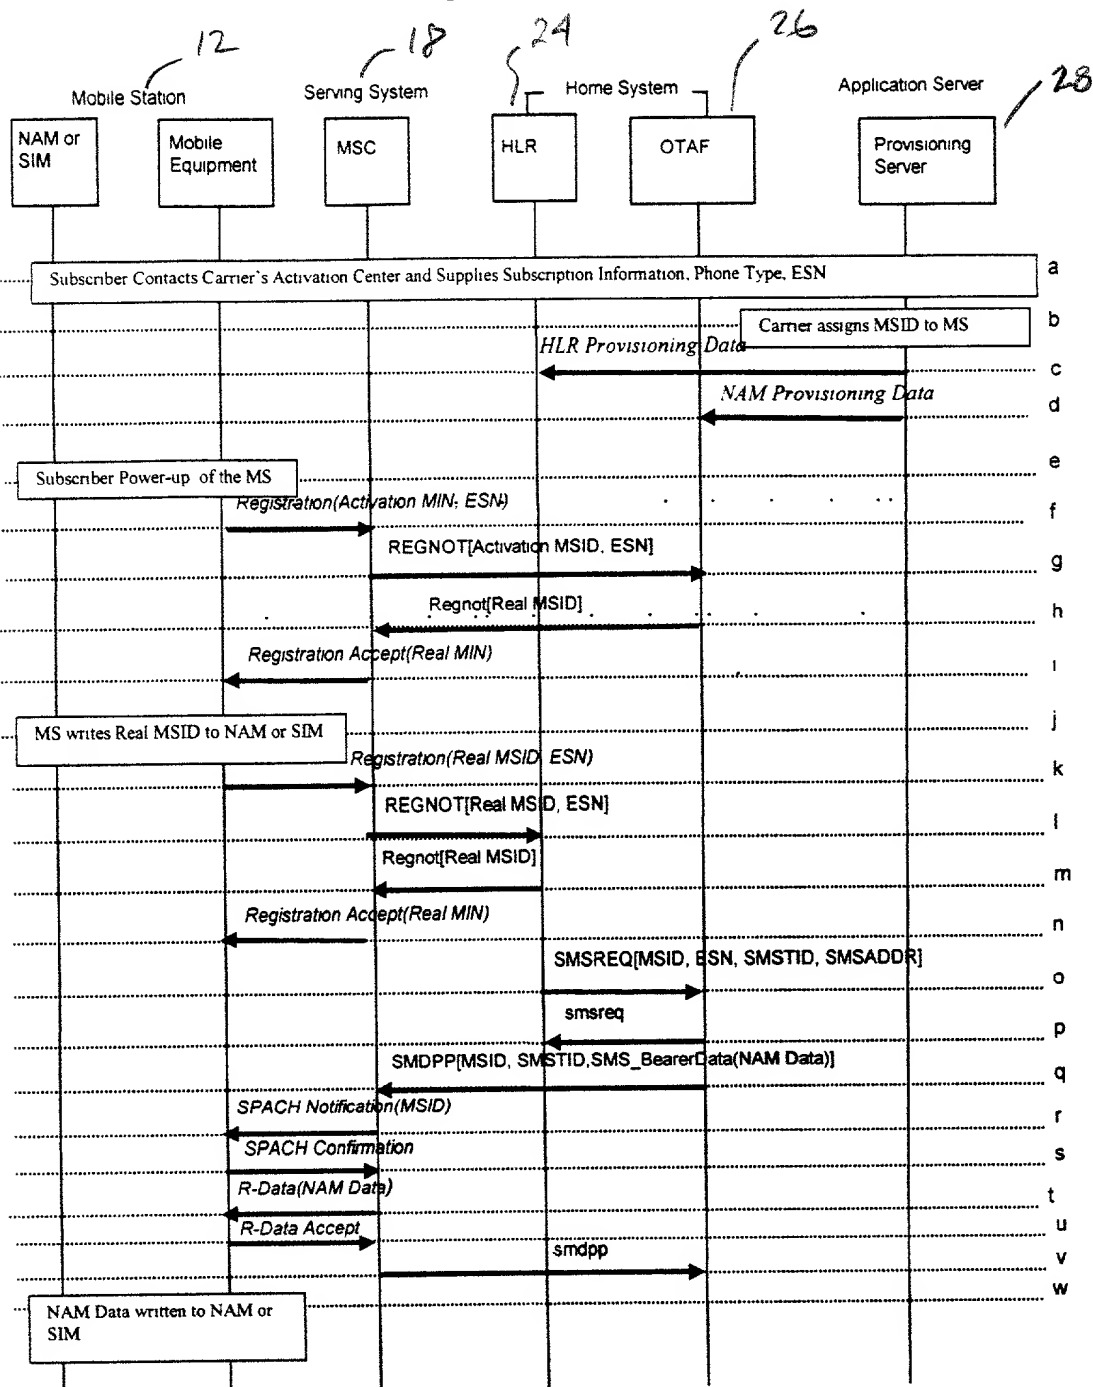 12
18
24
26
28
Mobile Station
Serving System
Home System
Application Server
NAM or
SIM
Mobile
Equipment
MSC
HLR
OTAF
Provisioning
Server
Subscriber Contacts Carrier's Activation Center and Supplies Subscription Information, Phone Type, ESN
a
Carrier assigns MSID to MS
b
HLR Provisioning Data
c
NAM Provisioning Data
d
Subscriber Power-up of the MS
e
Registration(Activation MIN, ESN)
f
REGNOT[Activation MSID, ESN]
g
Regnot[Real MSID]
h
Registration Accept(Real MIN)
i
MS writes Real MSID to NAM or SIM
j
Registration(Real MSID, ESN)
k
REGNOT[Real MSID, ESN]
l
Regnot[Real MSID]
m
Registration Accept(Real MIN)
n
SMSREQ[MSID, ESN, SMSTID, SMSADDR]
o
smsreq
p
SMDPP[MSID, SMSTID,SMS_BearerData(NAM Data)]
q
SPACH Notification(MSID)
r
SPACH Confirmation
s
R-Data(NAM Data)
t
R-Data Accept
u
smdpp
v
w
NAM Data written to NAM or
SIM